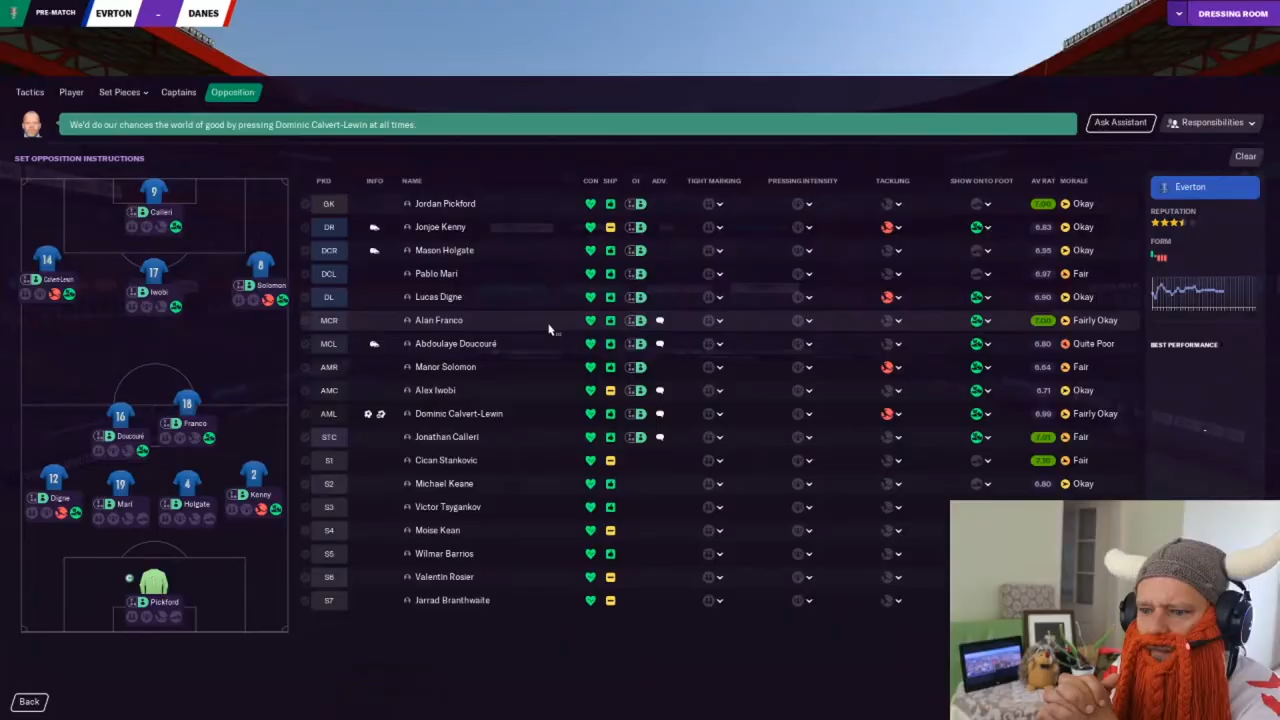 PRE-MATCH EVRTON - DANES DRESSING ROOM
Tactics Player Set Pieces Captains Opposition
We'd do our chances the world of good by pressing Dominic Calvert-Lewin at all times. Ask Assistant Responsibilities
SET OPPOSITION INSTRUCTIONS Clear
PKD INFO NAME CON SHP OI ADV. TIGHT MARKING PRESSING INTENSITY TACKLING SHOW ONTO FOOT AV RAT MORALE
GK Jordan Pickford 7.00 Okay
DR Jonjoe Kenny 6.83 Okay
DCR Mason Holgate 6.95 Okay
DCL Pablo Marí 6.97 Fair
DL Lucas Digne 6.90 Okay
MCR Alan Franco 7.00 Fairly Okay
MCL Abdoulaye Doucouré 6.80 Quite Poor
AMR Manor Solomon 6.64 Fair
AMC Alex Iwobi 6.71 Okay
AML Dominic Calvert-Lewin 6.99 Fairly Okay
STC Jonathan Calleri 7.01 Fair
S1 Cican Stankovic 7.10 Fair
S2 Michael Keane 6.80 Okay
S3 Victor Tsygankov
S4 Moise Kean
S5 Wilmar Barrios
S6 Valentin Rosier
S7 Jarrad Branthwaite
Everton
REPUTATION
FORM
BEST PERFORMANCE
-
9
Calleri
14
Calvert-Lewin
17
Iwobi
8
Solomon
16
Doucouré
18
Franco
12
Digne
19
Marí
4
Holgate
2
Kenny
Pickford
Back